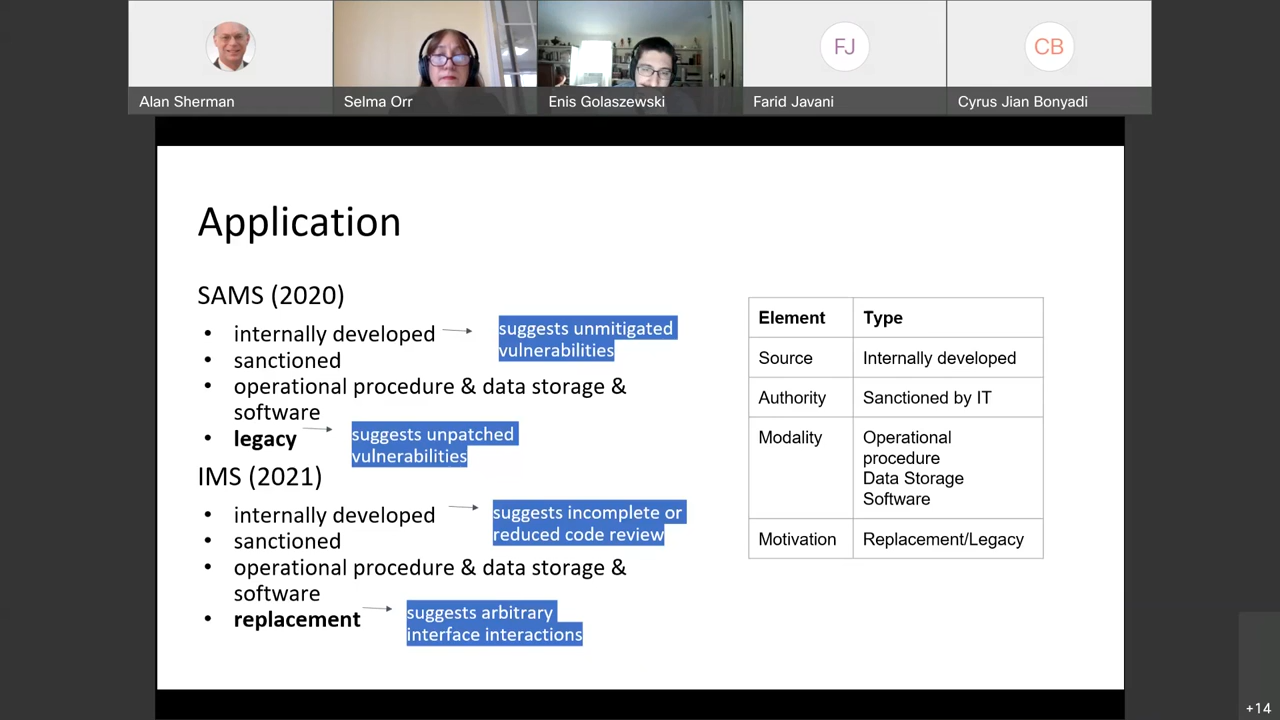 Alan Sherman
Selma Orr
Enis Golaszewski
FJ
Farid Javani
CB
Cyrus Jian Bonyadi
Application
SAMS (2020)
• internally developed
suggests unmitigated
vulnerabilities
• sanctioned
• operational procedure & data storage &
software
• legacy
suggests unpatched
vulnerabilities
IMS (2021)
• internally developed
suggests incomplete or
reduced code review
• sanctioned
• operational procedure & data storage &
software
• replacement
suggests arbitrary
interface interactions
Element Type
Source Internally developed
Authority Sanctioned by IT
Modality Operational
procedure
Data Storage
Software
Motivation Replacement/Legacy
+14